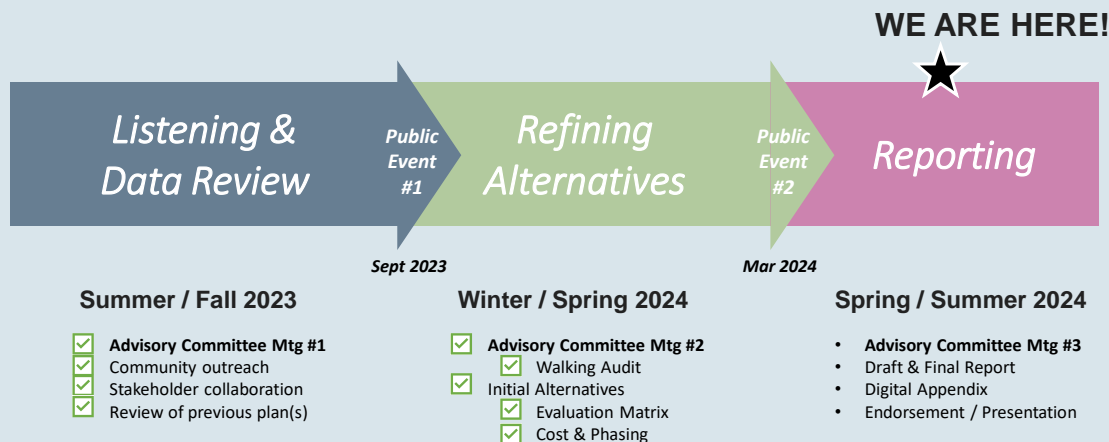 WE ARE HERE!
Listening &
Data Review
Public
Event
#1
Refining
Alternatives
Public
Event
#2
Reporting
Sept 2023
Mar 2024
Summer / Fall 2023
Advisory Committee Mtg #1
Community outreach
Stakeholder collaboration
Review of previous plan(s)
Winter / Spring 2024
Advisory Committee Mtg #2
Walking Audit
Initial Alternatives
Evaluation Matrix
Cost & Phasing
Spring / Summer 2024
• Advisory Committee Mtg #3
• Draft & Final Report
• Digital Appendix
• Endorsement / Presentation